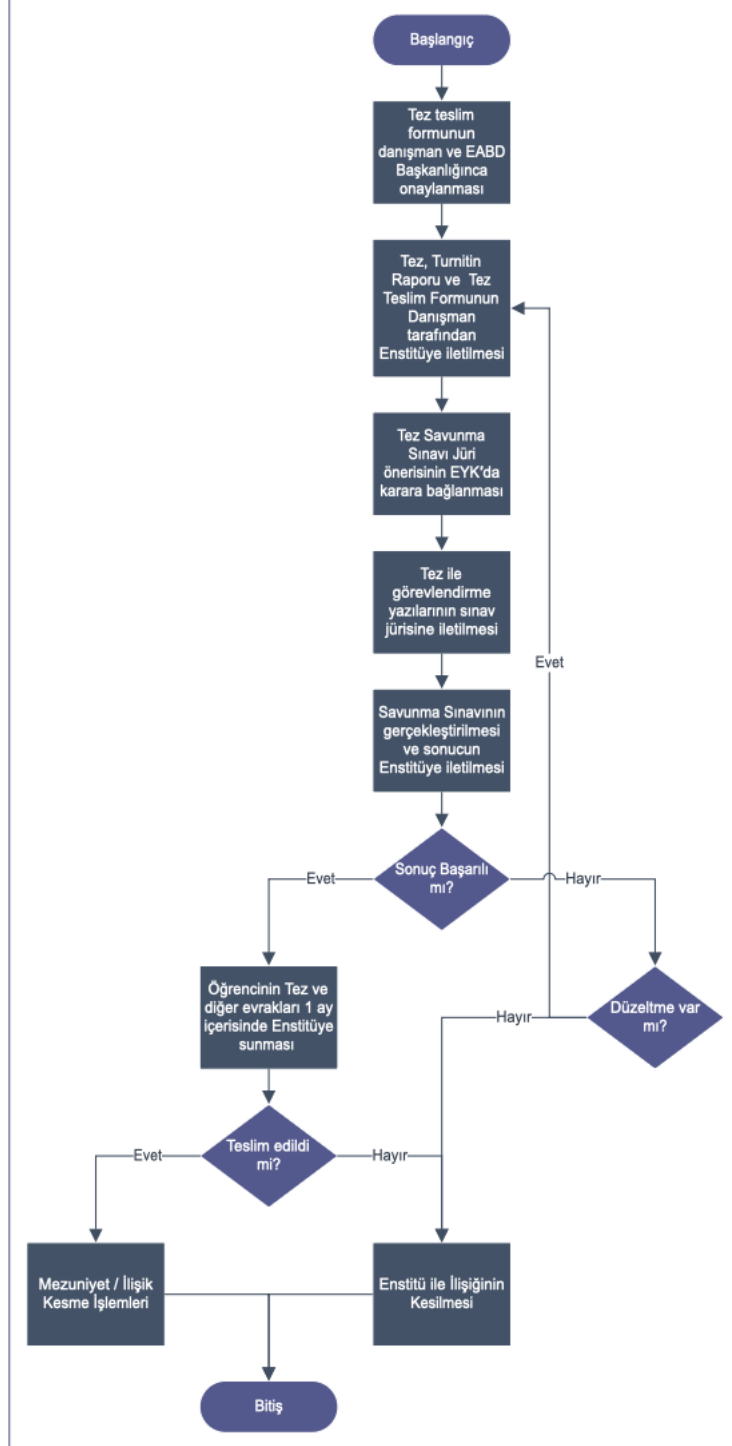 Başlangıç
Tez teslim
formunun
danışman ve EABD
Başkanlığınca
onaylanması
Tez, Turnitin
Raporu ve Tez
Teslim Formunun
Danışman
tarafından
Enstitüye iletilmesi
Tez Savunma
Sınavı Jüri
önerisinin EYK'da
karara bağlanması
Tez ile
görevlendirme
yazılarının sınav
jürisine iletilmesi
Evet
Savunma Sınavının
gerçekleştirilmesi
ve sonucun
Enstitüye iletilmesi
Sonuç Başarılı
mı?
Evet
Hayır
Öğrencinin Tez ve
diğer evrakları 1 ay
içerisinde Enstitüye
sunması
Düzeltme var
mı?
Hayır
Teslim edildi
mi?
Evet
Hayır
Mezuniyet / İlişik
Kesme İşlemleri
Enstitü ile İlişiğinin
Kesilmesi
Bitiş